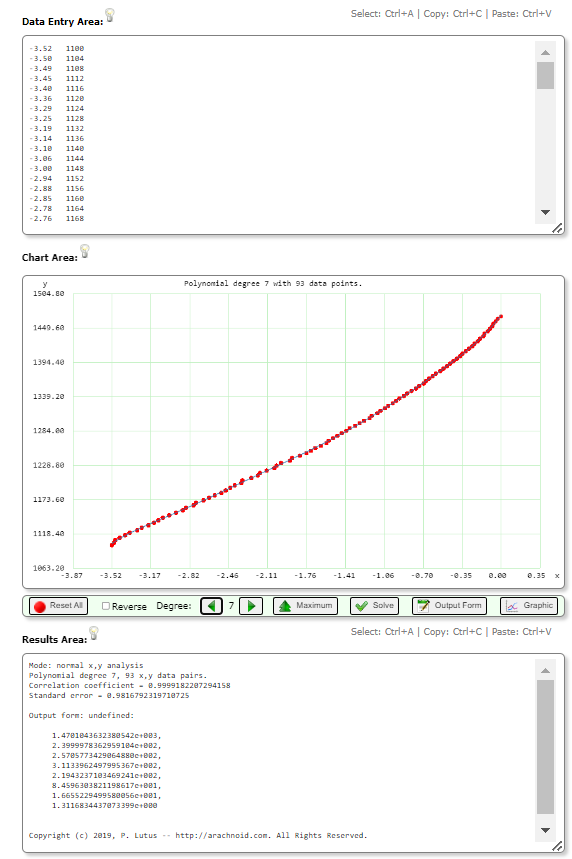 Data Entry Area:
Select: Ctrl+A | Copy: Ctrl+C | Paste: Ctrl+V
-3.52 1100
-3.50 1104
-3.49 1108
-3.45 1112
-3.40 1116
-3.36 1120
-3.29 1124
-3.25 1128
-3.19 1132
-3.14 1136
-3.10 1140
-3.06 1144
-3.00 1148
-2.94 1152
-2.88 1156
-2.85 1160
-2.78 1164
-2.76 1168
Chart Area:
y
Polynomial degree 7 with 93 data points.
1504.80
1449.60
1394.40
1339.20
1284.00
1228.80
1173.60
1118.40
1063.20
-3.87 -3.52 -3.17 -2.82 -2.46 -2.11 -1.76 -1.41 -1.06 -0.70 -0.35 0.00 0.35 x
Reset All Reverse Degree: 7 Maximum Solve Output Form Graphic
Results Area:
Select: Ctrl+A | Copy: Ctrl+C | Paste: Ctrl+V
Mode: normal x,y analysis
Polynomial degree 7, 93 x,y data pairs.
Correlation coefficient = 0.9999182207294158
Standard error = 0.9816792319710725
Output form: undefined:
1.4701043632380542e+003,
2.3999978362959104e+002,
2.5705773429064880e+002,
3.1133962497995367e+002,
2.1943237103469241e+002,
8.4596303821198617e+001,
1.6655229499580056e+001,
1.3116834437073399e+000
Copyright (c) 2019, P. Lutus -- http://arachnoid.com. All Rights Reserved.